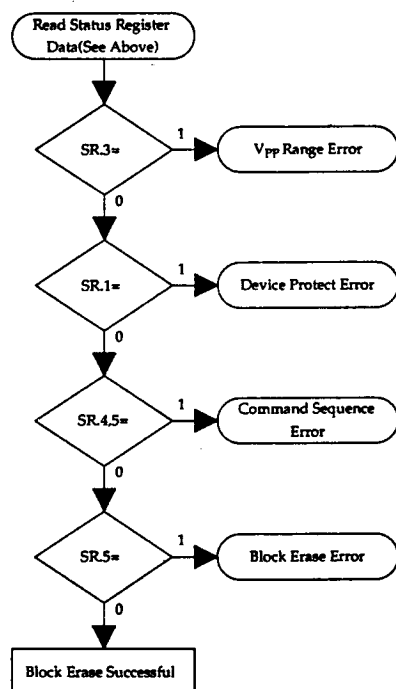 Read Status Register
Data(See Above)
SR.3=
1
VPP Range Error
0
SR.1=
1
Device Protect Error
0
SR.4,5=
1
Command Sequence
Error
0
SR.5=
1
Block Erase Error
0
Block Erase Successful